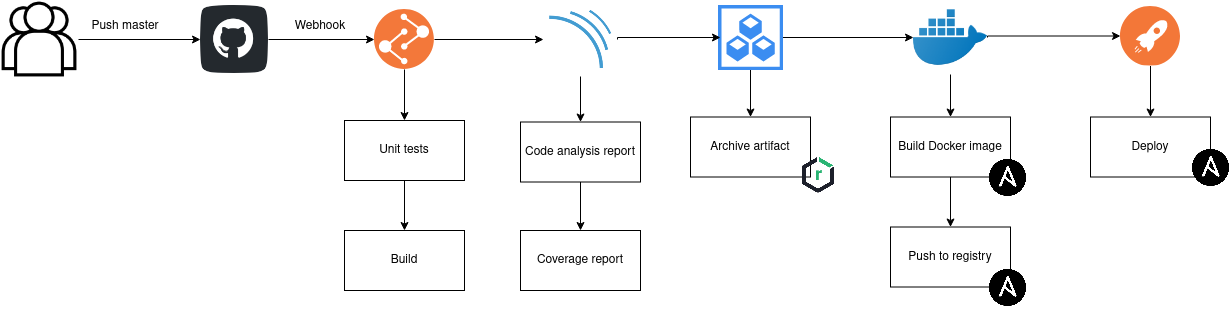 Push master
Webhook
Unit tests
Code analysis report
Archive artifact
r
Build Docker image
Deploy
Build
Coverage report
Push to registry